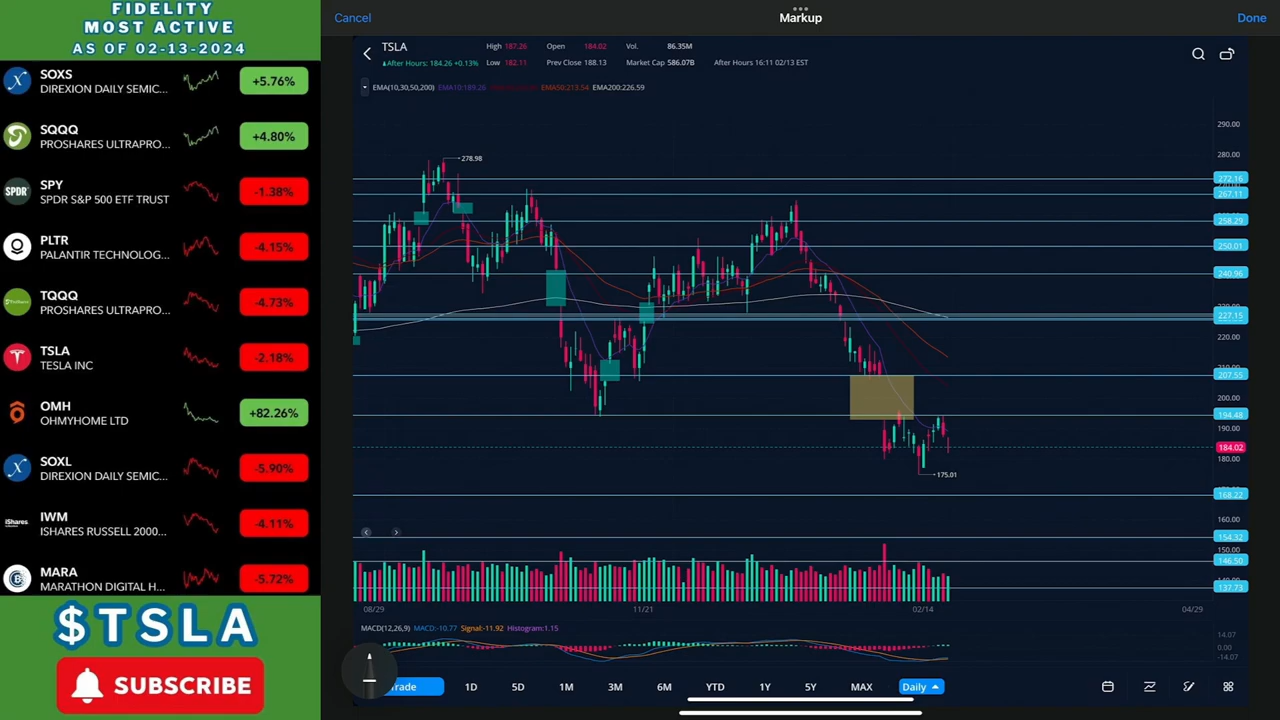 FIDELITY
MOST ACTIVE
AS OF 02-13-2024
SOXS
DIREXION DAILY SEMIC...
+5.76%
SQQQ
PROSHARES ULTRAPRO...
+4.80%
SPDR
SPY
SPDR S&P 500 ETF TRUST
-1.38%
PLTR
PALANTIR TECHNOLOG...
-4.15%
TQQQ
PROSHARES ULTRAPRO...
-4.73%
TSLA
TESLA INC
-2.18%
OMH
OHMYHOME LTD
+82.26%
SOXL
DIREXION DAILY SEMIC...
-5.90%
iShares
IWM
ISHARES RUSSELL 2000...
-4.11%
MARA
MARATHON DIGITAL H...
-5.72%
$TSLA
SUBSCRIBE
Cancel
Markup
Done
TSLA
High 187.26 Open 184.02 Vol. 86.35M
After Hours: 184.26 +0.13% Low 182.11 Prev Close 188.13 Market Cap 586.07B After Hours 16:11 02/13 EST
EMA(10,30,50,200) EMA10:189.26 EMA50:213.54 EMA200:226.59
290.00
278.98
280.00
272.16
267.11
258.29
250.01
240.96
227.15
220.00
207.55
200.00
194.48
190.00
184.02
180.00
175.01
168.22
160.00
154.32
150.00
146.50
137.73
08/29 11/21 02/14 04/29
MACD(12,26,9) MACD:-10.77 Signal:-11.92 Histogram:1.15
14.07
0.00
-14.07
rade 1D 5D 1M 3M 6M YTD 1Y 5Y MAX Daily